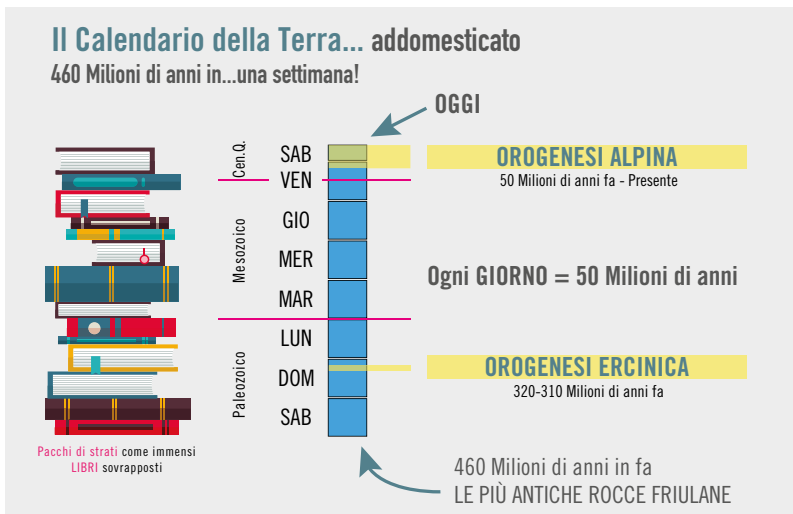 Il Calendario della Terra... addomesticato
460 Milioni di anni in...una settimana!
OGGI
Cen.Q.
Mesozoico
Paleozoico
SAB
VEN
GIO
MER
MAR
LUN
DOM
SAB
OROGENESI ALPINA
50 Milioni di anni fa - Presente
Ogni GIORNO = 50 Milioni di anni
OROGENESI ERCINICA
320-310 Milioni di anni fa
Pacchi di strati come immensi
LIBRI sovrapposti
460 Milioni di anni in fa
LE PIÙ ANTICHE ROCCE FRIULANE